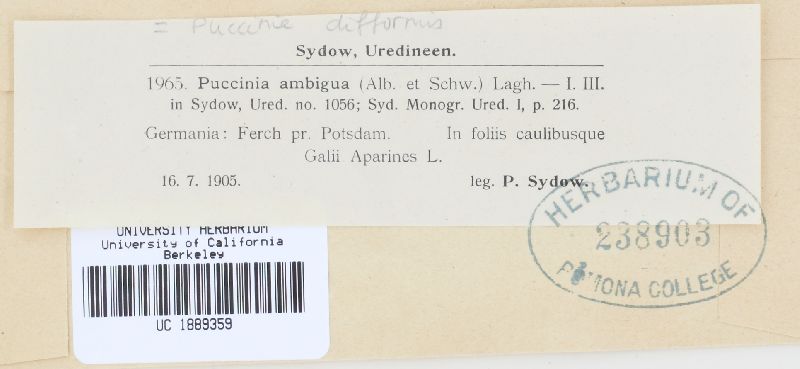 = Puccinia difformis
Sydow, Uredineen.
1965. Puccinia ambigua (Alb. et Schw.) Lagh. — I. III.
in Sydow, Ured. no. 1056; Syd. Monogr. Ured. I, p. 216.
Germania: Ferch pr. Potsdam. In foliis caulibusque
Galii Aparines L.
16. 7. 1905. leg. P. Sydow.
HERBARIUM OF
238903
POMONA COLLEGE
UNIVERSITY HERBARIUM
University of California
Berkeley
UC 1889359